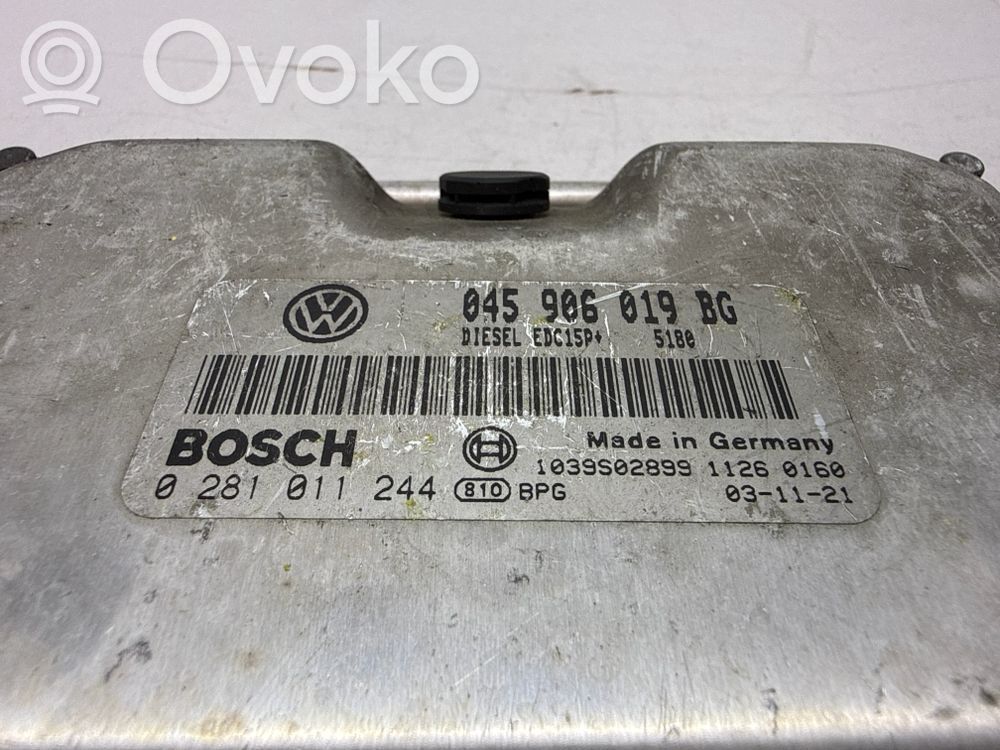 Ovoko
045 906 019 BG
DIESEL EDC15P+ 5180
BOSCH
Made in Germany
1039S02899 1126 0160
0 281 011 244 810 BPG 03-11-21